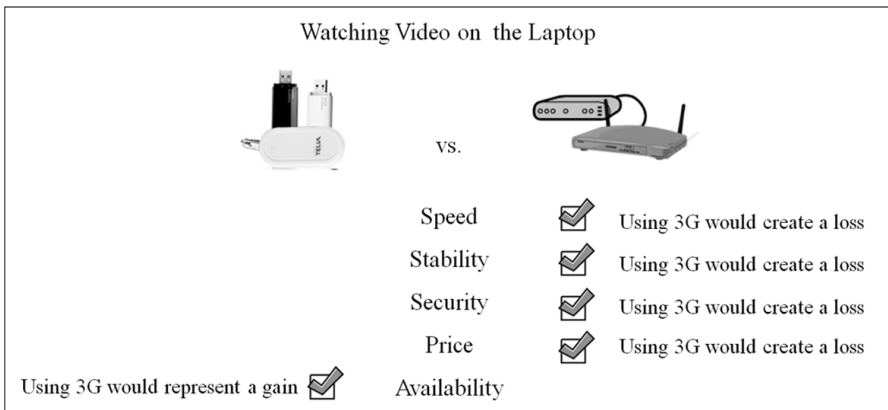 Watching Video on the Laptop
TELIA
vs.
Speed Using 3G would create a loss
Stability Using 3G would create a loss
Security Using 3G would create a loss
Price Using 3G would create a loss
Using 3G would represent a gain Availability